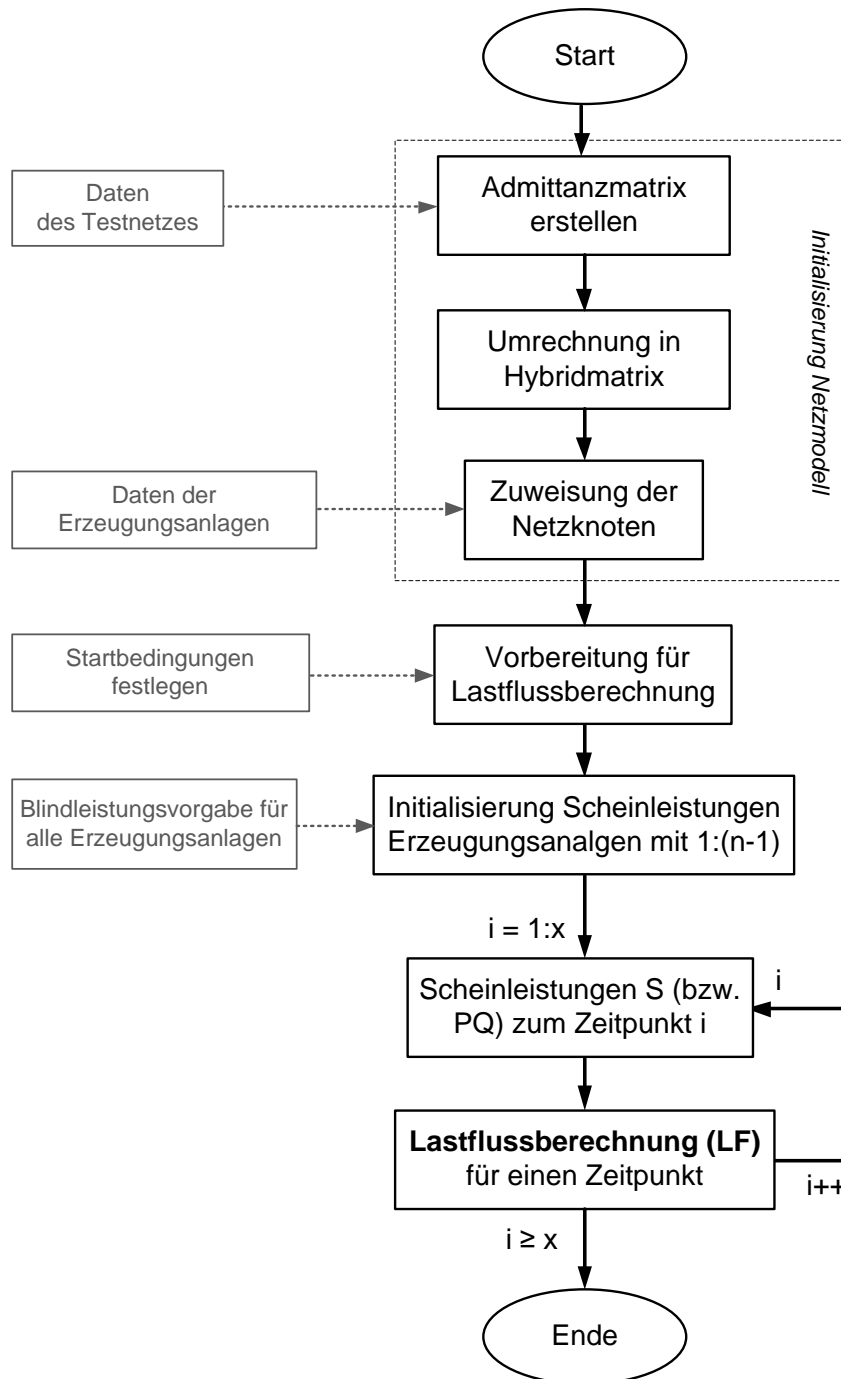 Start
Daten
des Testnetzes
Admittanzmatrix
erstellen
Initialisierung Netzmodell
Umrechnung in
Hybridmatrix
Daten der
Erzeugungsanlagen
Zuweisung der
Netzknoten
Startbedingungen
festlegen
Vorbereitung für
Lastflussberechnung
Blindleistungsvorgabe für
alle Erzeugungsanlagen
Initialisierung Scheinleistungen
Erzeugungsanalgen mit 1:(n-1)
i = 1:x
Scheinleistungen S (bzw.
PQ) zum Zeitpunkt i
i
Lastflussberechnung (LF)
für einen Zeitpunkt
i++
i ≥ x
Ende